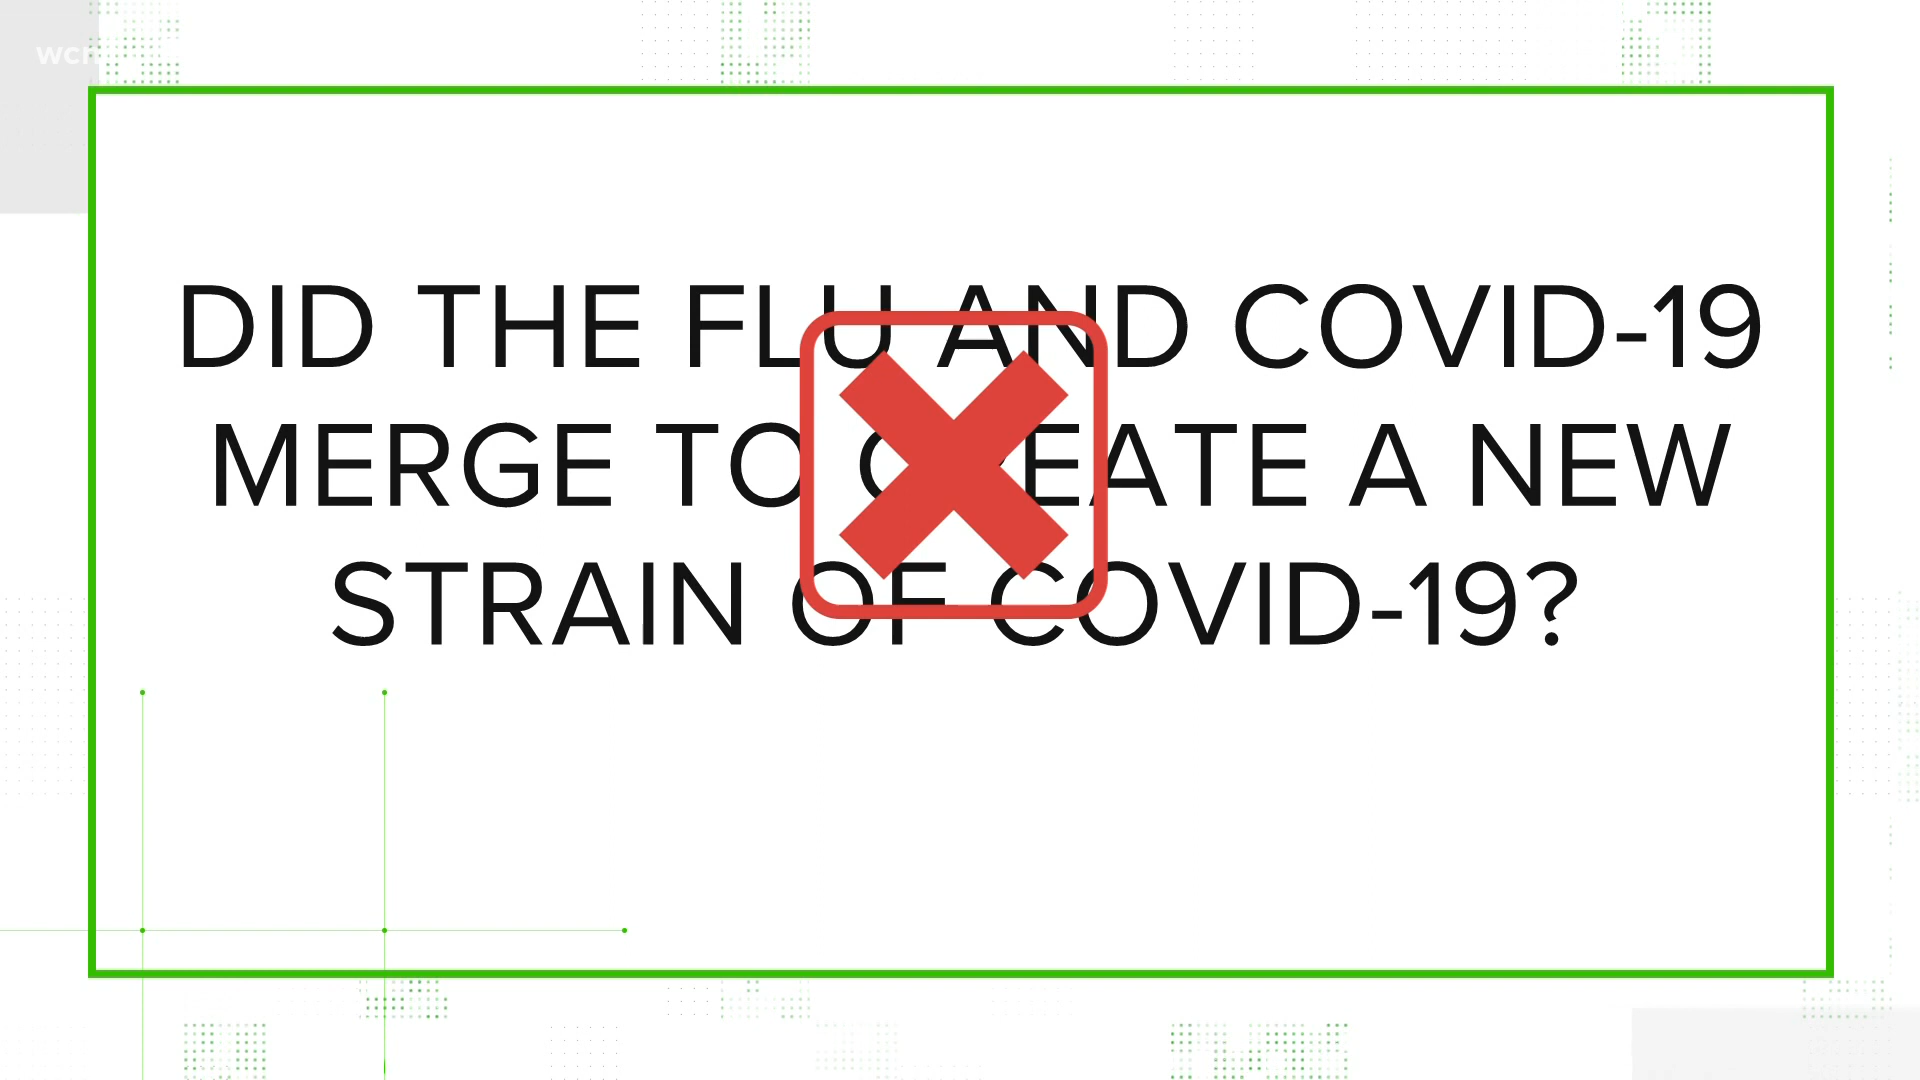 DID THE FLU AND COVID-19
MERGE TO CREATE A NEW
STRAIN OF COVID-19?